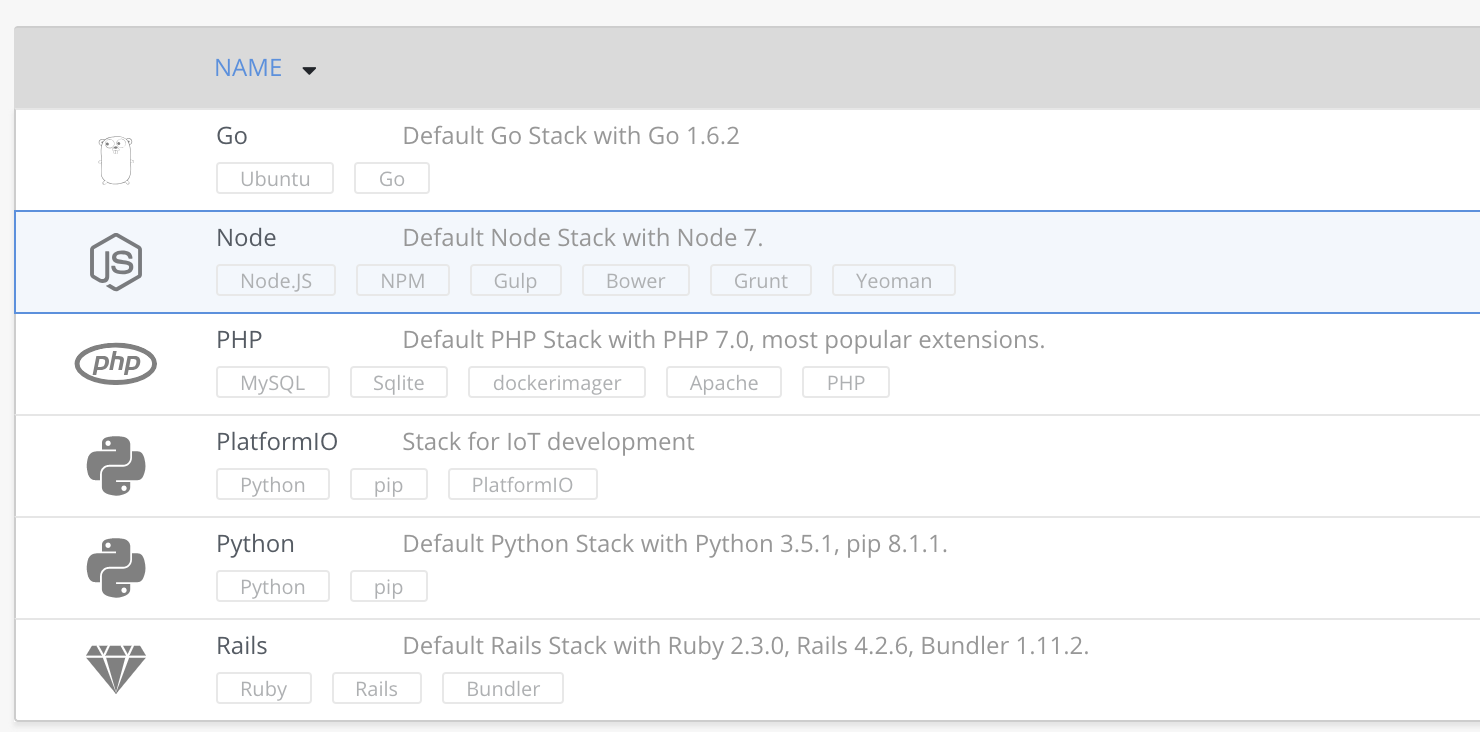 NAME
Go Default Go Stack with Go 1.6.2
Ubuntu Go
JS
Node Default Node Stack with Node 7.
Node.JS NPM Gulp Bower Grunt Yeoman
php
PHP Default PHP Stack with PHP 7.0, most popular extensions.
MySQL Sqlite dockerimager Apache PHP
PlatformIO Stack for IoT development
Python pip PlatformIO
Python Default Python Stack with Python 3.5.1, pip 8.1.1.
Python pip
Rails Default Rails Stack with Ruby 2.3.0, Rails 4.2.6, Bundler 1.11.2.
Ruby Rails Bundler